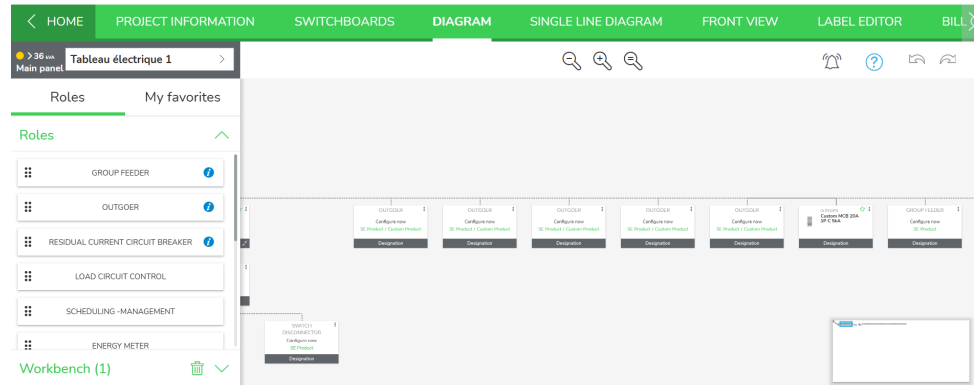 HOME
PROJECT INFORMATION
SWITCHBOARDS
DIAGRAM
SINGLE LINE DIAGRAM
FRONT VIEW
LABEL EDITOR
BILL
>36 kVA
Main panel
Tableau électrique 1
Roles
My favorites
Roles
GROUP FEEDER
OUTGOER
RESIDUAL CURRENT CIRCUIT BREAKER
LOAD CIRCUIT CONTROL
SCHEDULING -MANAGEMENT
ENERGY METER
Workbench (1)
OUTGOER
Configure now
SE Product / Custom Product
Designation
OUTGOER
Configure now
SE Product / Custom Product
Designation
OUTGOER
Configure now
SE Product / Custom Product
Designation
OUTGOER
Configure now
SE Product / Custom Product
Designation
OUTGOER
Configure now
SE Product / Custom Product
Designation
Custom MCB 20A
Designation
GROUP FEEDER
Configure now
SE Product
Designation
SWITCH
DISCONNECTOR
Configure now
SE Product
Designation